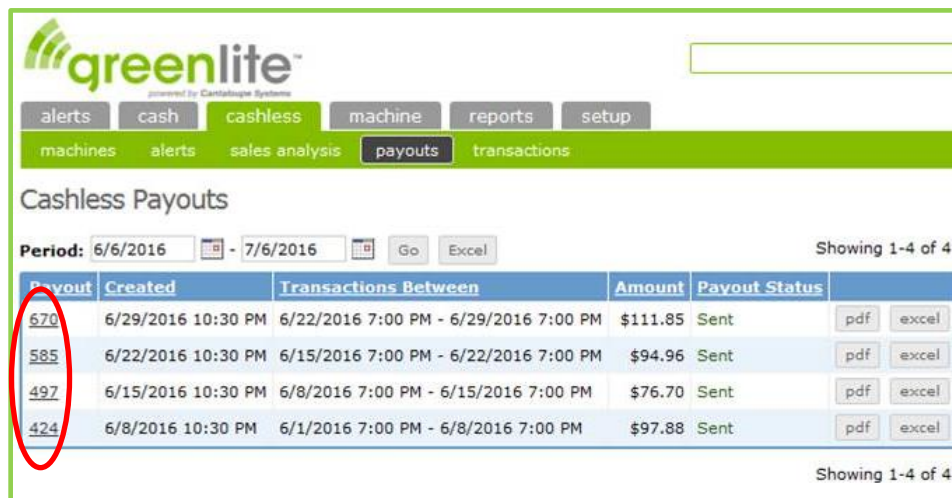 greenlite
powered by Cantaloupe Systems
alerts cash cashless machine reports setup
machines alerts sales analysis payouts transactions
Cashless Payouts
Period: 6/6/2016 - 7/6/2016 Go Excel Showing 1-4 of 4
Payout Created Transactions Between Amount Payout Status
670 6/29/2016 10:30 PM 6/22/2016 7:00 PM - 6/29/2016 7:00 PM $111.85 Sent pdf excel
585 6/22/2016 10:30 PM 6/15/2016 7:00 PM - 6/22/2016 7:00 PM $94.96 Sent pdf excel
497 6/15/2016 10:30 PM 6/8/2016 7:00 PM - 6/15/2016 7:00 PM $76.70 Sent pdf excel
424 6/8/2016 10:30 PM 6/1/2016 7:00 PM - 6/8/2016 7:00 PM $97.88 Sent pdf excel
Showing 1-4 of 4